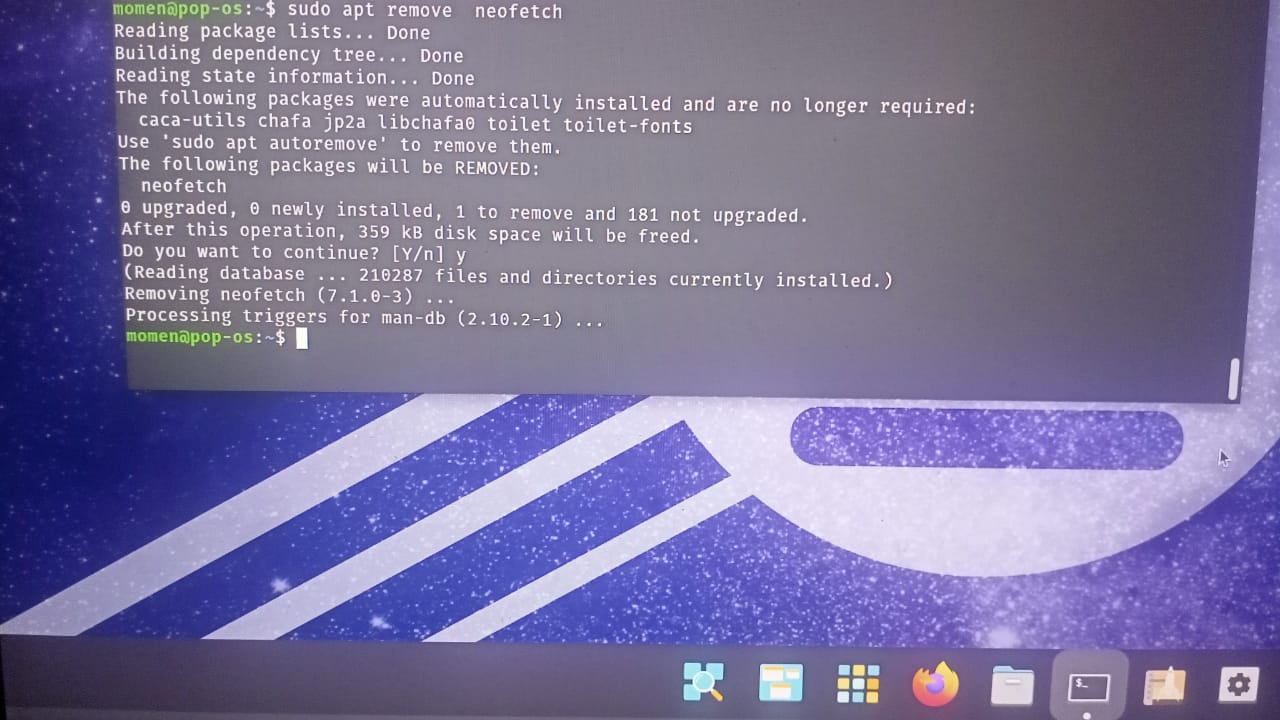 momen@pop-os:~$ sudo apt remove  neofetch
Reading package lists... Done
Building dependency tree... Done
Reading state information... Done
The following packages were automatically installed and are no longer required:
  caca-utils chafa jp2a libchafa0 toilet toilet-fonts
Use 'sudo apt autoremove' to remove them.
The following packages will be REMOVED:
  neofetch
0 upgraded, 0 newly installed, 1 to remove and 181 not upgraded.
After this operation, 359 kB disk space will be freed.
Do you want to continue? [Y/n] y
(Reading database ... 210287 files and directories currently installed.)
Removing neofetch (7.1.0-3) ...
Processing triggers for man-db (2.10.2-1) ...
momen@pop-os:~$
$_